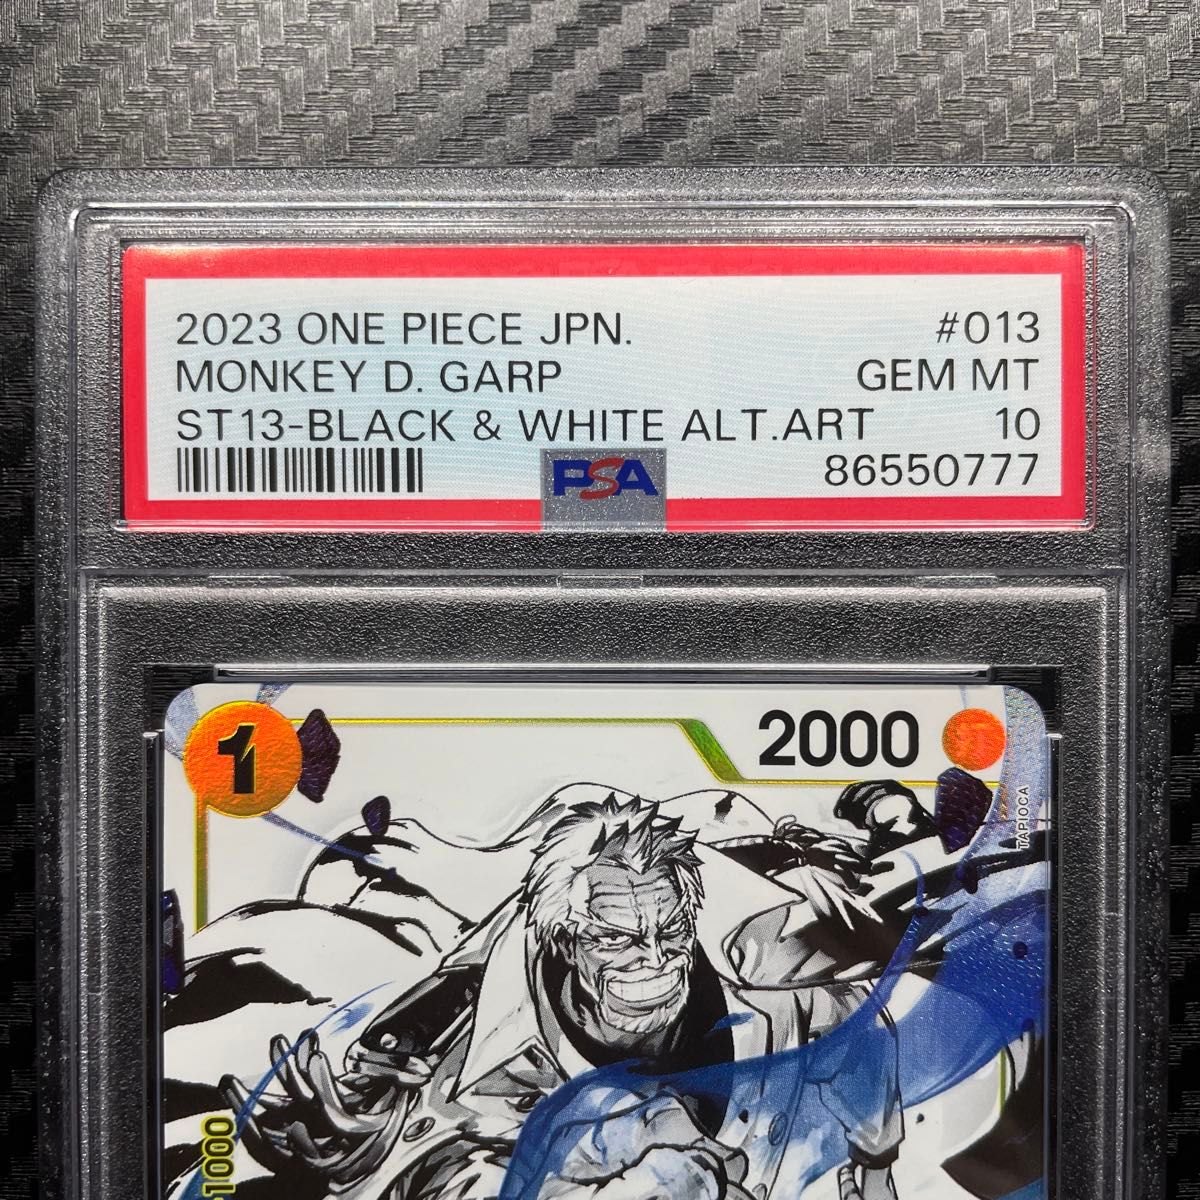 2023 ONE PIECE JPN. #013
MONKEY D. GARP GEM MT
ST13-BLACK & WHITE ALT.ART 10
PSA 86550777
1 2000
TAPIOCA
1000